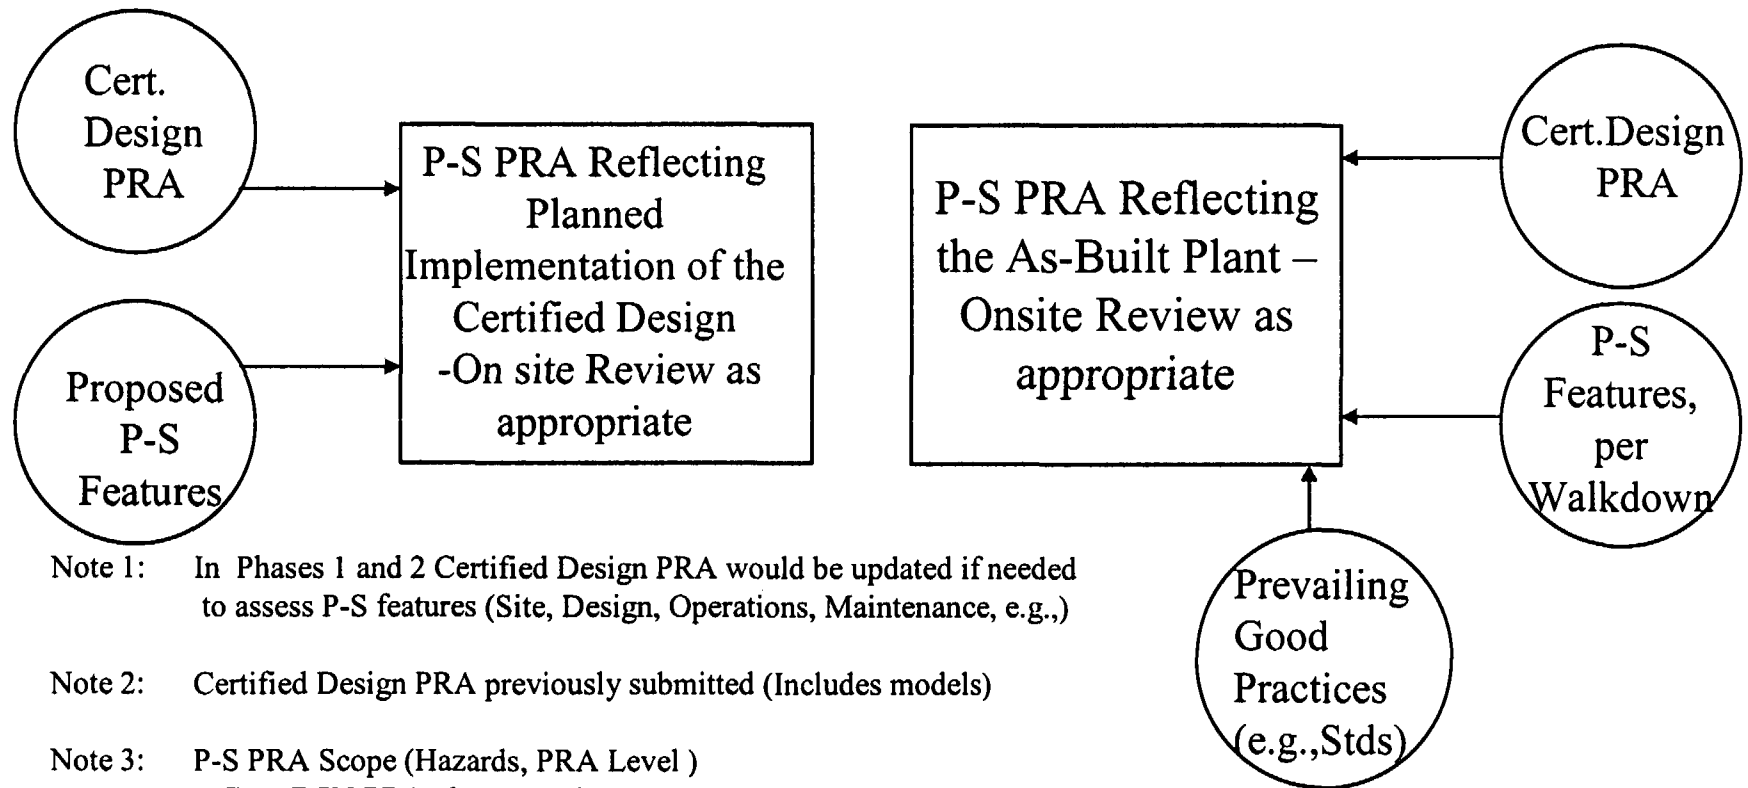 Cert.
Design
PRA
Proposed
P-S
Features
P-S PRA Reflecting
Planned
Implementation of the
Certified Design
-On site Review as
appropriate
P-S PRA Reflecting
the As-Built Plant –
Onsite Review as
appropriate
Cert.Design
PRA
P-S
Features,
per
Walkdown
Prevailing
Good
Practices
(e.g.,Stds)
Note 1: In Phases 1 and 2 Certified Design PRA would be updated if needed
to assess P-S features (Site, Design, Operations, Maintenance, e.g.,)
Note 2: Certified Design PRA previously submitted (Includes models)
Note 3: P-S PRA Scope (Hazards, PRA Level )